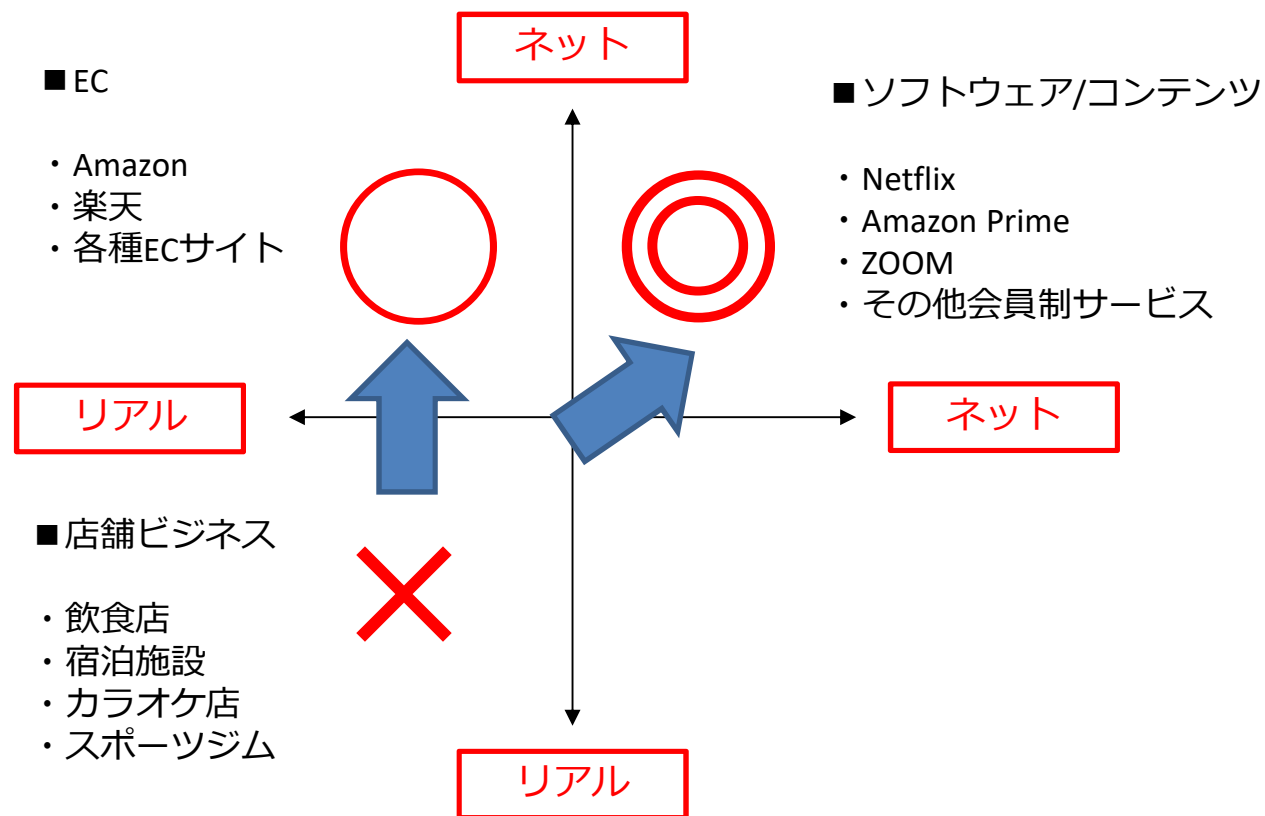 ネット
■EC
・Amazon
・楽天
・各種ECサイト
■ソフトウェア/コンテンツ
・Netflix
・Amazon Prime
・ZOOM
・その他会員制サービス
リアル
ネット
■店舗ビジネス
・飲食店
・宿泊施設
・カラオケ店
・スポーツジム
リアル